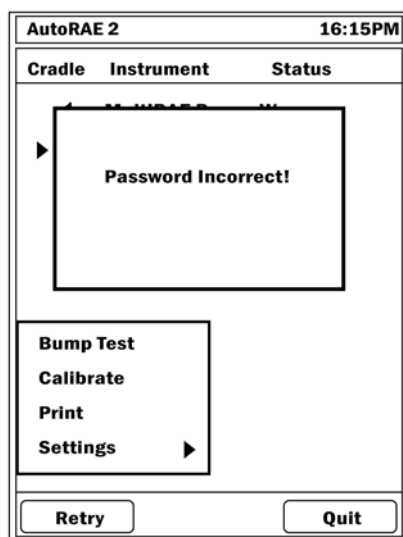 AutoRAE 2 16:15PM
Cradle Instrument Status
Password Incorrect!
Bump Test
Calibrate
Print
Settings
Retry Quit